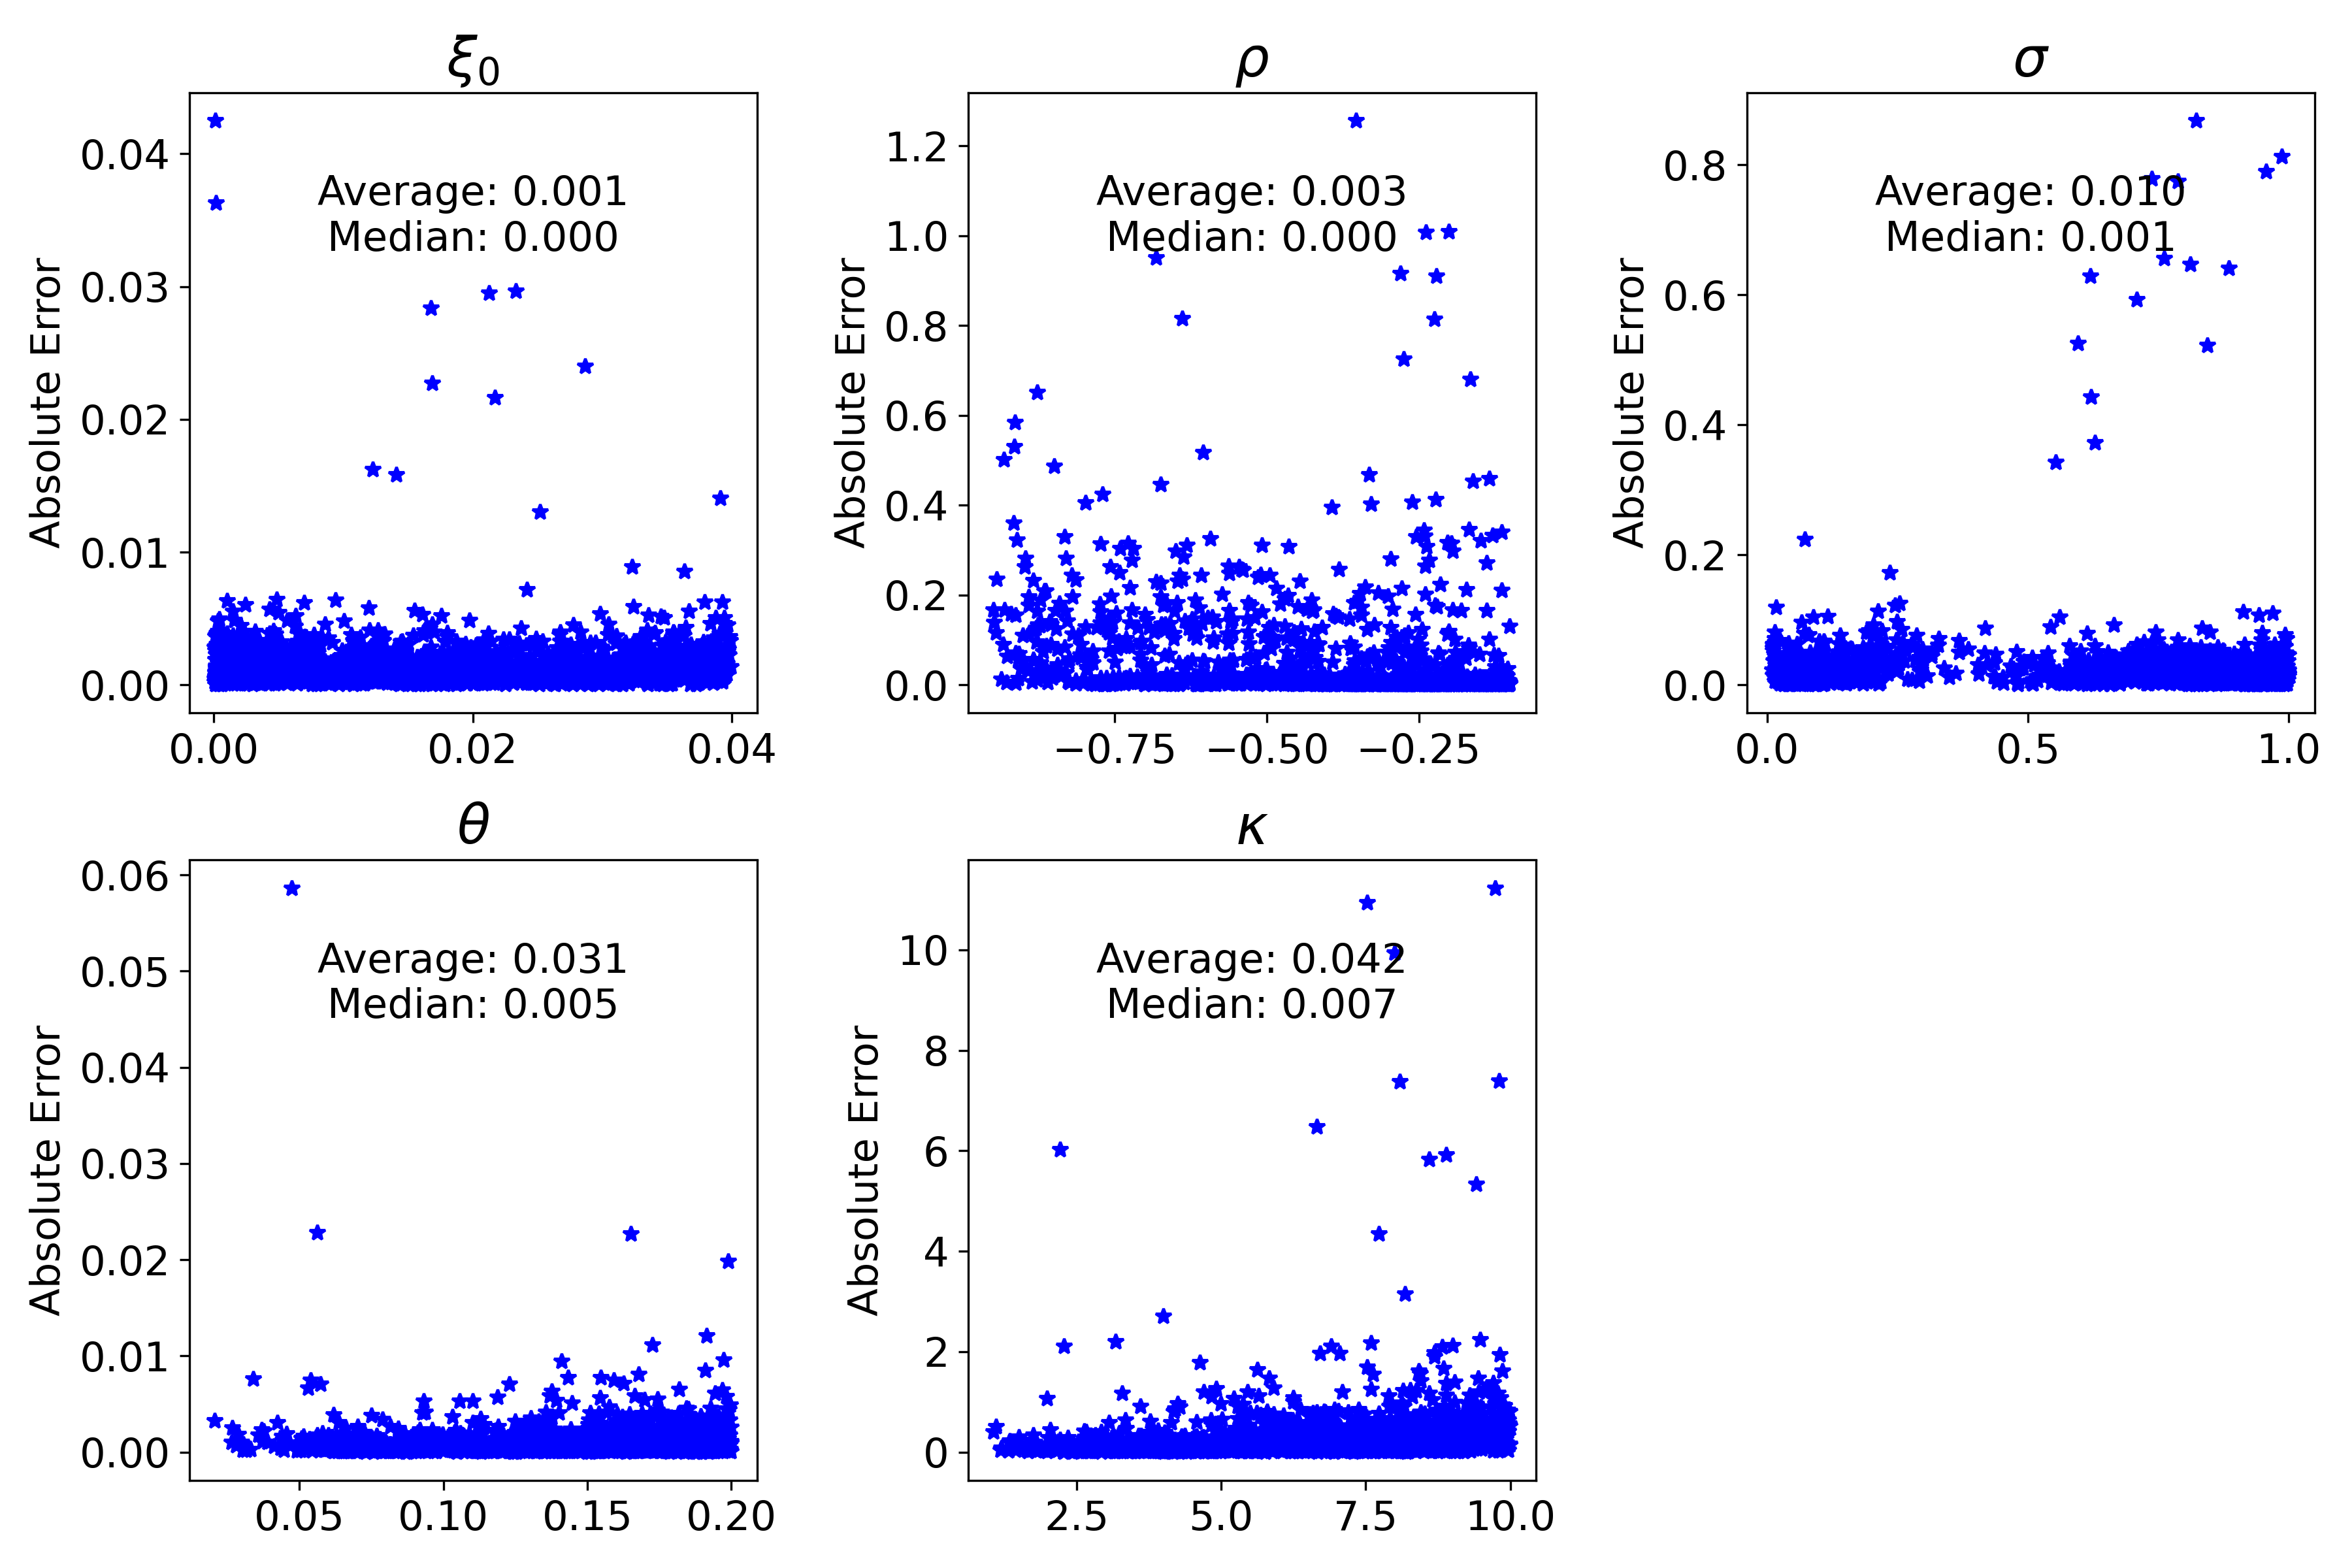 ξ₀
Absolute Error
0.04
0.03
0.02
0.01
0.00
Average: 0.001
Median: 0.000
0.00 0.02 0.04
ρ
Absolute Error
1.2
1.0
0.8
0.6
0.4
0.2
0.0
Average: 0.003
Median: 0.000
−0.75 −0.50 −0.25
σ
Absolute Error
0.8
0.6
0.4
0.2
0.0
Average: 0.010
Median: 0.001
0.0 0.5 1.0
θ
Absolute Error
0.06
0.05
0.04
0.03
0.02
0.01
0.00
Average: 0.031
Median: 0.005
0.05 0.10 0.15 0.20
κ
Absolute Error
10
8
6
4
2
0
Average: 0.042
Median: 0.007
2.5 5.0 7.5 10.0